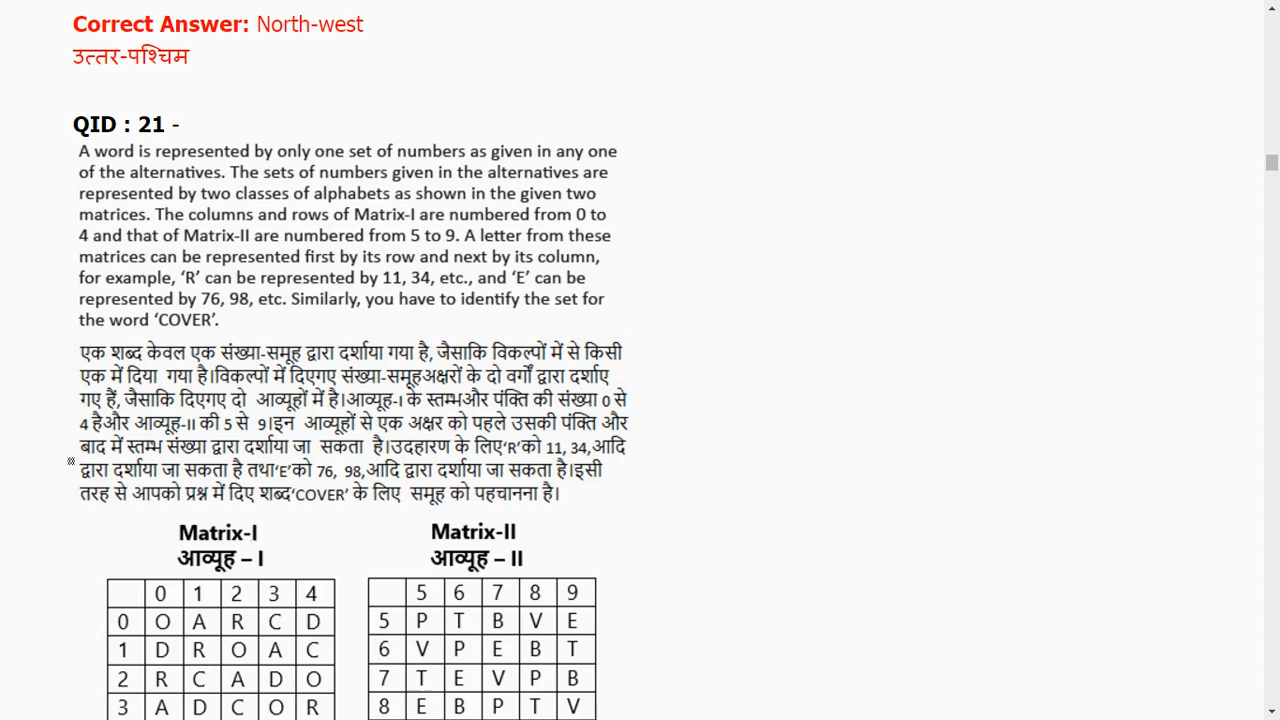 Correct Answer: North-west
उत्तर-पश्चिम
QID : 21 -
A word is represented by only one set of numbers as given in any one
of the alternatives. The sets of numbers given in the alternatives are
represented by two classes of alphabets as shown in the given two
matrices. The columns and rows of Matrix-I are numbered from 0 to
4 and that of Matrix-II are numbered from 5 to 9. A letter from these
matrices can be represented first by its row and next by its column,
for example, ‘R’ can be represented by 11, 34, etc., and ‘E’ can be
represented by 76, 98, etc. Similarly, you have to identify the set for
the word ‘COVER’.
एक शब्द केवल एक संख्या-समूह द्वारा दर्शाया गया है, जैसाकि विकल्पों में से किसी
एक में दिया गया है।विकल्पों में दिएगए संख्या-समूहअक्षरों के दो वर्गों द्वारा दर्शाए
गए हैं, जैसाकि दिएगए दो आव्यूहों में है।आव्यूह-I के स्तम्भऔर पंक्ति की संख्या 0 से
4 हैऔर आव्यूह-II की 5 से 9।इन आव्यूहों से एक अक्षर को पहले उसकी पंक्ति और
बाद में स्तम्भ संख्या द्वारा दर्शाया जा सकता है।उदहारण के लिए‘R’को 11, 34,आदि
द्वारा दर्शाया जा सकता है तथा‘E’को 76, 98,आदि द्वारा दर्शाया जा सकता है।इसी
तरह से आपको प्रश्न में दिए शब्द‘COVER’ के लिए समूह को पहचानना है।
Matrix-I
आव्यूह – I
0 1 2 3 4
0 O A R C D
1 D R O A C
2 R C A D O
3 A D C O R
Matrix-II
आव्यूह – II
5 6 7 8 9
5 P T B V E
6 V P E B T
7 T E V P B
8 E B P T V